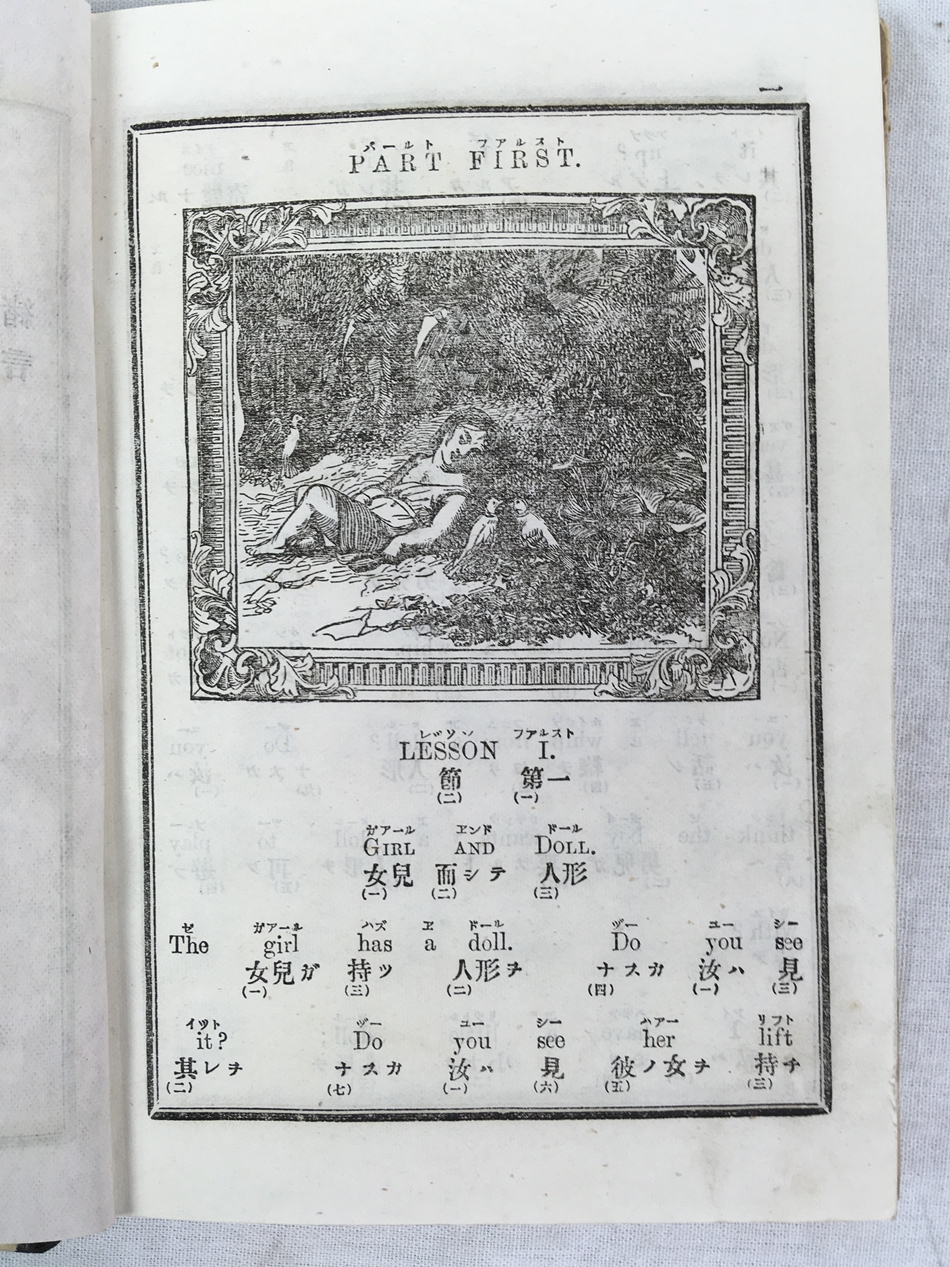 一
パールト ファルスト
PART FIRST.
レッソン ファルスト
LESSON I.
節 第一
(二) (一)
ガアール ヱンド ドール
GIRL AND DOLL.
女兒 而シテ 人形
(一) (二) (三)
ゼ ガアール ハズ ヱ ドール ヅー ユー シー
The girl has a doll. Do you see
女兒ガ 持ツ 人形ヲ ナスカ 汝ハ 見
(一) (三) (二) (四) (一) (三)
イット ヅー ユー シー ハアー リフト
it? Do you see her lift
其レヲ ナスカ 汝ハ 見 彼ノ女ヲ 持チ
(二) (七) (一) (六) (五) (三)
緒言